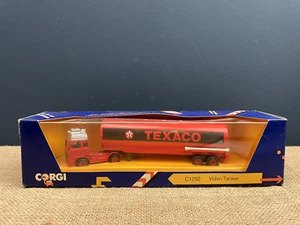 TEXACO
CORGI
C1250 Volvo Tanker